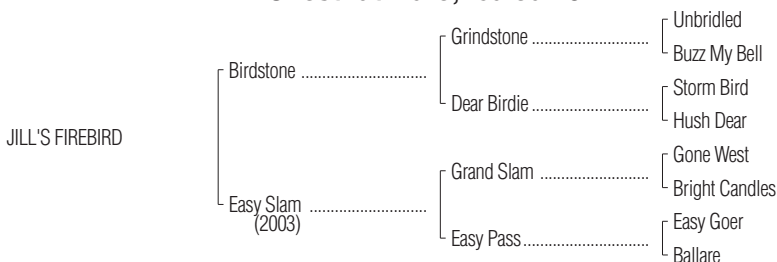 Unbridled
Grindstone
Buzz My Bell
Birdstone
Storm Bird
Dear Birdie
Hush Dear
JILL'S FIREBIRD
Gone West
Grand Slam
Bright Candles
Easy Slam
(2003)
Easy Goer
Easy Pass
Ballare